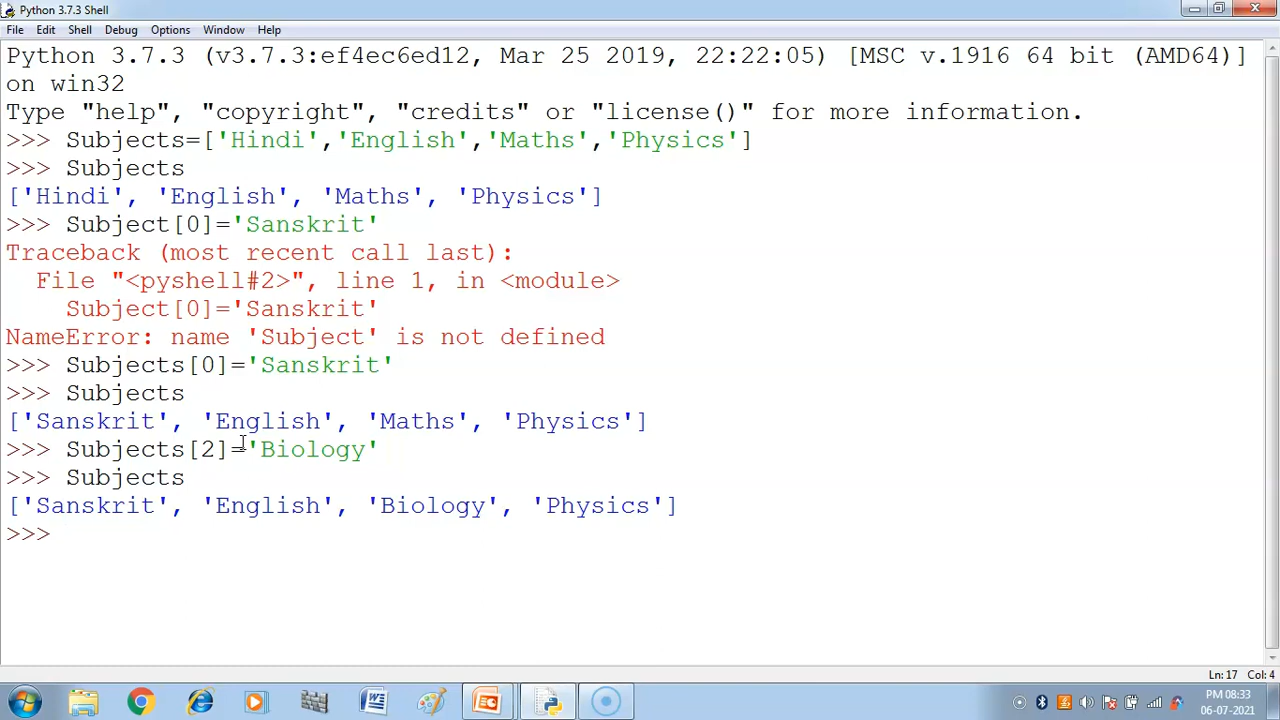 Python 3.7.3 Shell
File Edit Shell Debug Options Window Help
Python 3.7.3 (v3.7.3:ef4ec6ed12, Mar 25 2019, 22:22:05) [MSC v.1916 64 bit (AMD64)]
on win32
Type "help", "copyright", "credits" or "license()" for more information.
>>> Subjects=['Hindi','English','Maths','Physics']
>>> Subjects
['Hindi', 'English', 'Maths', 'Physics']
>>> Subject[0]='Sanskrit'
Traceback (most recent call last):
  File "<pyshell#2>", line 1, in <module>
    Subject[0]='Sanskrit'
NameError: name 'Subject' is not defined
>>> Subjects[0]='Sanskrit'
>>> Subjects
['Sanskrit', 'English', 'Maths', 'Physics']
>>> Subjects[2]='Biology'
>>> Subjects
['Sanskrit', 'English', 'Biology', 'Physics']
>>>
Ln: 17 Col: 4
PM 08:33
06-07-2021